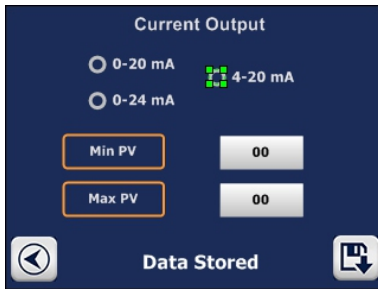 Current Output
0-20 mA
4-20 mA
0-24 mA
Min PV
00
Max PV
00
Data Stored